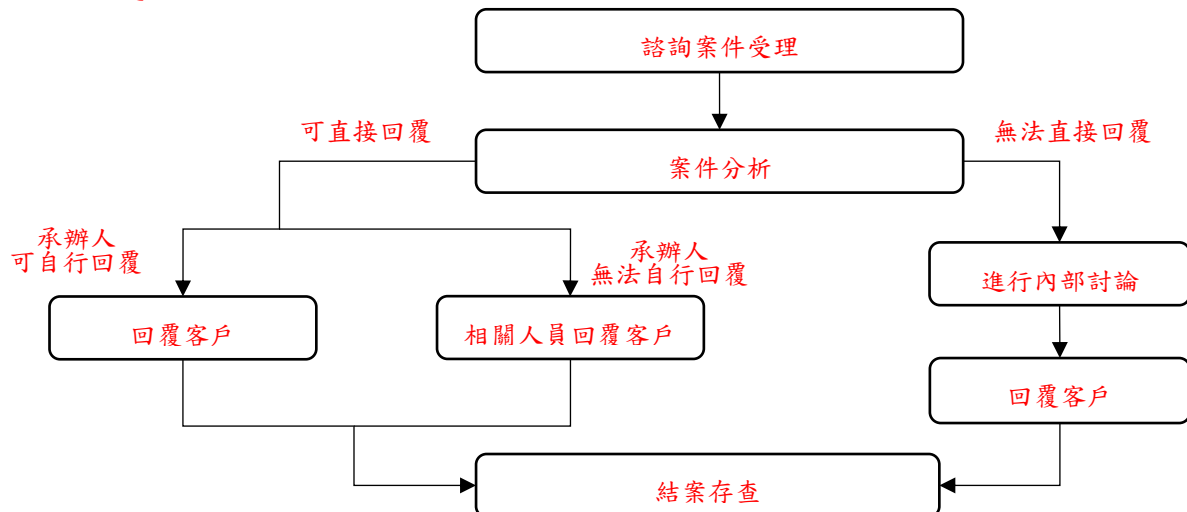 諮詢案件受理
可直接回覆
無法直接回覆
案件分析
承辦人
可自行回覆
承辦人
無法自行回覆
進行內部討論
回覆客戶
相關人員回覆客戶
回覆客戶
結案存查